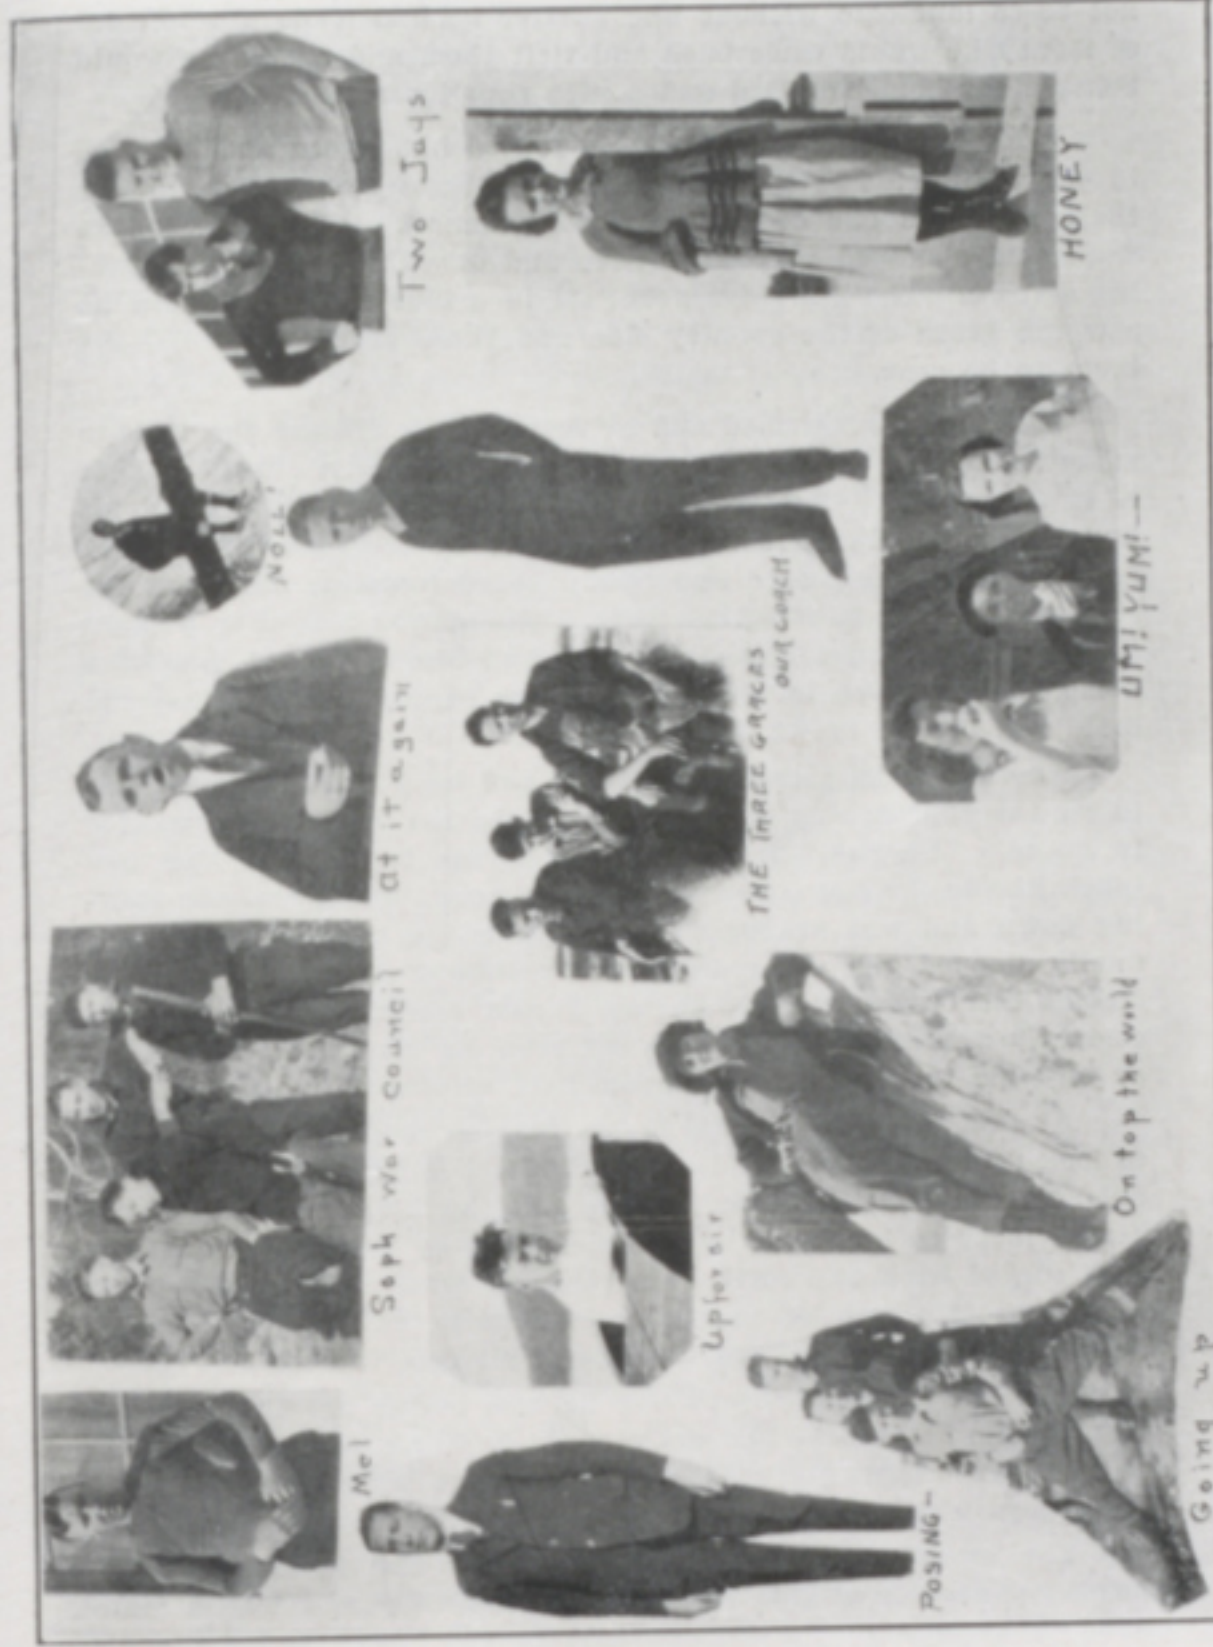 Mel
Soph war council
at it again
NOLL
Two Jays
POSING-
Up for air
THE THREE GRACES
OUR COACH
HONEY
Going up
On top the world
UM! YUM!-